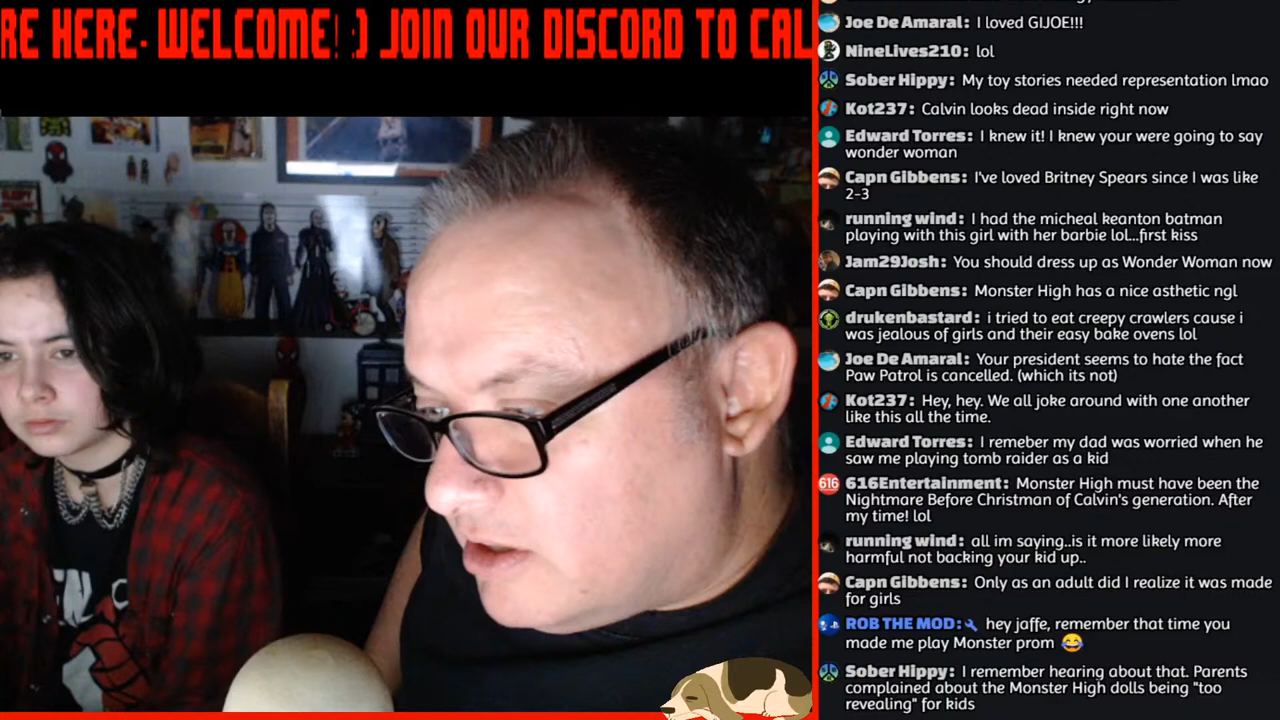 RE HERE. WELCOME! :) JOIN OUR DISCORD TO CAL
Joe De Amaral: I loved GIJOE!!!
NineLives210: lol
Sober Hippy: My toy stories needed representation lmao
Kot237: Calvin looks dead inside right now
Edward Torres: I knew it! I knew your were going to say
wonder woman
Capn Gibbens: I've loved Britney Spears since I was like
2-3
running wind: I had the micheal keanton batman
playing with this girl with her barbie lol...first kiss
Jam29Josh: You should dress up as Wonder Woman now
Capn Gibbens: Monster High has a nice asthetic ngl
drukenbastard: i tried to eat creepy crawlers cause i
was jealous of girls and their easy bake ovens lol
Joe De Amaral: Your president seems to hate the fact
Paw Patrol is cancelled. (which its not)
Kot237: Hey, hey. We all joke around with one another
like this all the time.
Edward Torres: I remeber my dad was worried when he
saw me playing tomb raider as a kid
616
616Entertainment: Monster High must have been the
Nightmare Before Christman of Calvin's generation. After
my time! lol
running wind: all im saying..is it more likely more
harmful not backing your kid up..
Capn Gibbens: Only as an adult did I realize it was made
for girls
ROB THE MOD: hey jaffe, remember that time you
made me play Monster prom 😂
Sober Hippy: I remember hearing about that. Parents
complained about the Monster High dolls being "too
revealing" for kids